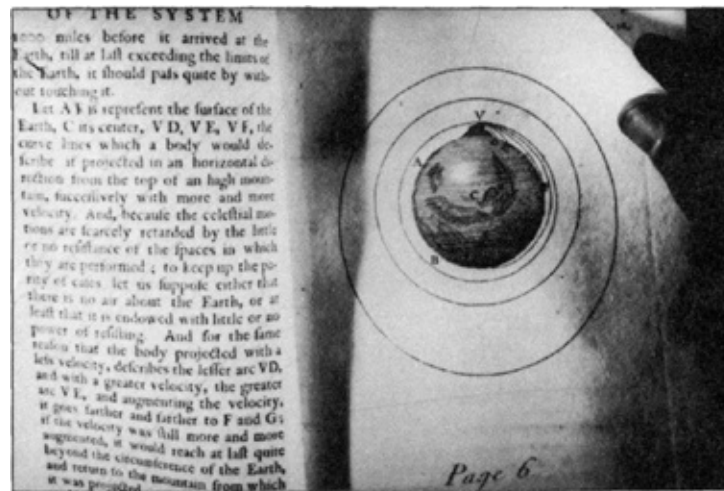 OF THE SYSTEM
1000 miles before it arrived at the
Earth, till at laſt exceeding the limits of
the Earth, it ſhould paſs quite by with-
out touching it.
Let A F B repreſent the ſurface of the
Earth, C its center, V D, V E, V F, the
curve lines which a body would de-
ſcribe if projected in an horizontal di-
rection from the top of an high moun-
tain, ſucceſſively with more and more
velocity. And, becauſe the celeſtial mo-
tions are ſcarcely retarded by the little
or no reſiſtance of the ſpaces in which
they are performed; to keep up the pa-
rity of caſes, let us ſuppoſe either that
there is no air about the Earth, or at
leaſt that it is endowed with little or no
power of reſiſting. And for the ſame
reaſon that the body projected with a
leſs velocity, deſcribes the leſſer arc V D,
and with a greater velocity, the greater
arc V E, and augmenting the velocity,
it goes farther and farther to F and G;
if the velocity was ſtill more and more
augmented, it would reach at laſt quite
beyond the circumference of the Earth,
and return to the mountain from which
it was projected.
V
A
C
B
Page 6